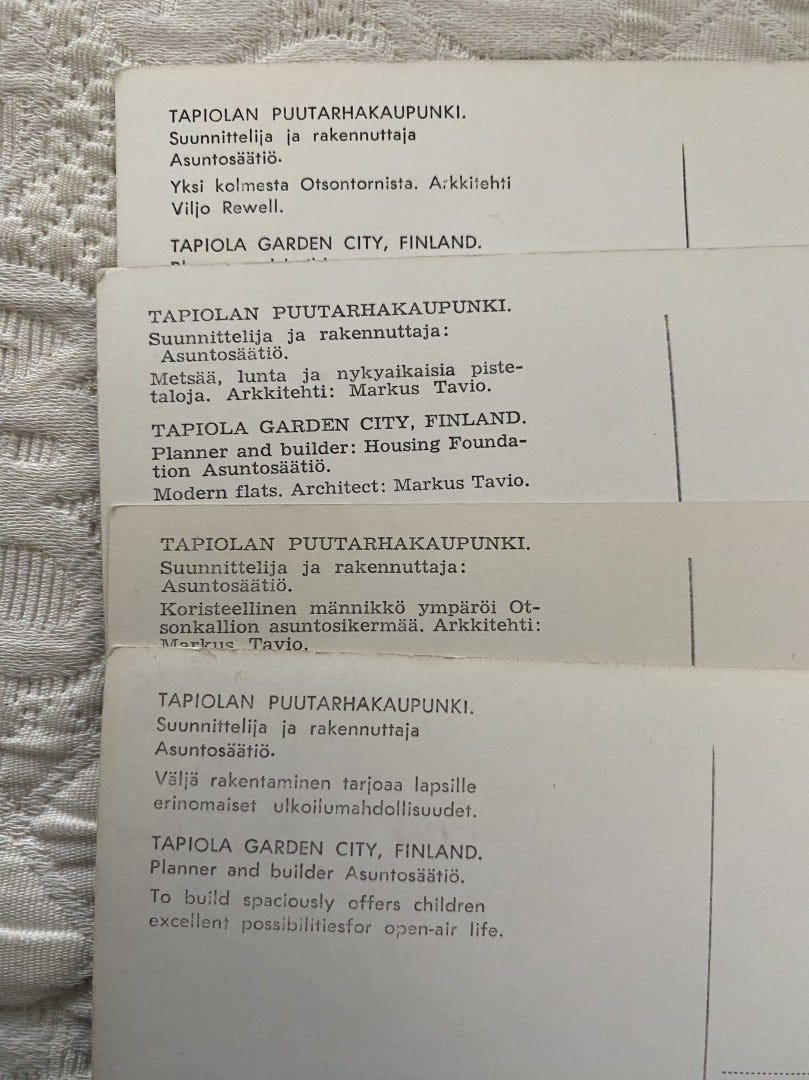 TAPIOLAN PUUTARHAKAUPUNKI.
Suunnittelija ja rakennuttaja
Asuntosäätiö.
Yksi kolmesta Otsontornista. Arkkitehti
Viljo Rewell.
TAPIOLA GARDEN CITY, FINLAND.
TAPIOLAN PUUTARHAKAUPUNKI.
Suunnittelija ja rakennuttaja:
Asuntosäätiö.
Metsää, lunta ja nykyaikaisia piste-
taloja. Arkkitehti: Markus Tavio.
TAPIOLA GARDEN CITY, FINLAND.
Planner and builder: Housing Founda-
tion Asuntosäätiö.
Modern flats. Architect: Markus Tavio.
TAPIOLAN PUUTARHAKAUPUNKI.
Suunnittelija ja rakennuttaja:
Asuntosäätiö.
Koristeellinen männikkö ympäröi Ot-
sonkallion asuntosikermää. Arkkitehti:
Markus Tavio.
TAPIOLAN PUUTARHAKAUPUNKI.
Suunnittelija ja rakennuttaja
Asuntosäätiö.
Väljä rakentaminen tarjoaa lapsille
erinomaiset ulkoilumahdollisuudet.
TAPIOLA GARDEN CITY, FINLAND.
Planner and builder Asuntosäätiö.
To build spaciously offers children
excellent possibilitiesfor open-air life.